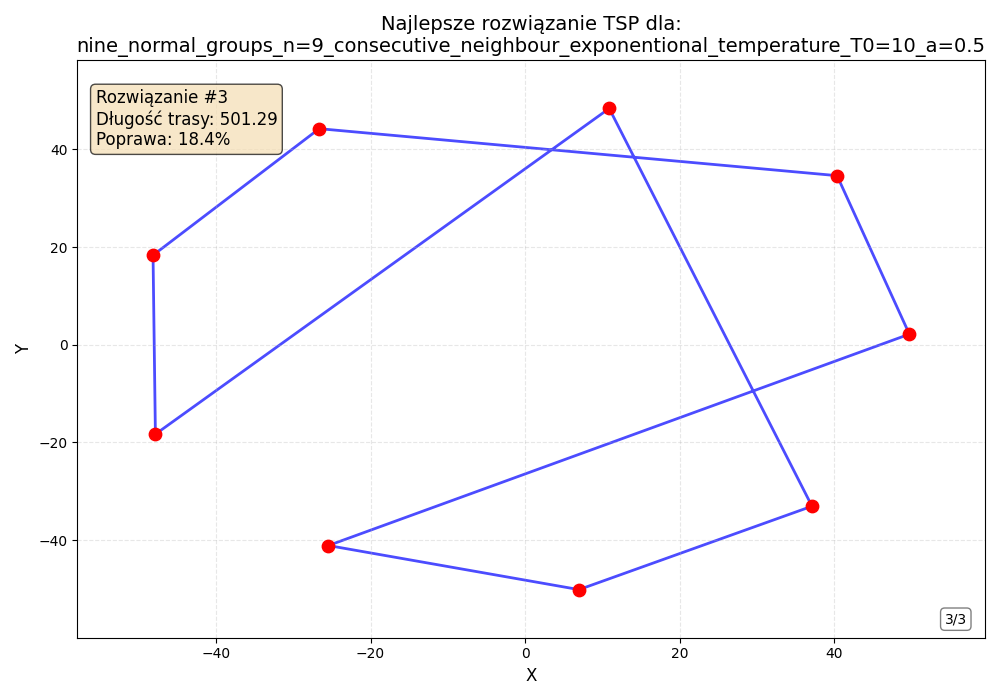 Najlepsze rozwiązanie TSP dla:
nine_normal_groups_n=9_consecutive_neighbour_exponentional_temperature_T0=10_a=0.5
Rozwiązanie #3
Długość trasy: 501.29
Poprawa: 18.4%
40
20
0
−20
−40
Y
3/3
−40
−20
0
20
40
X